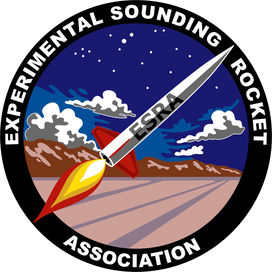 EXPERIMENTAL SOUNDING ROCKET
ASSOCIATION
ESRA